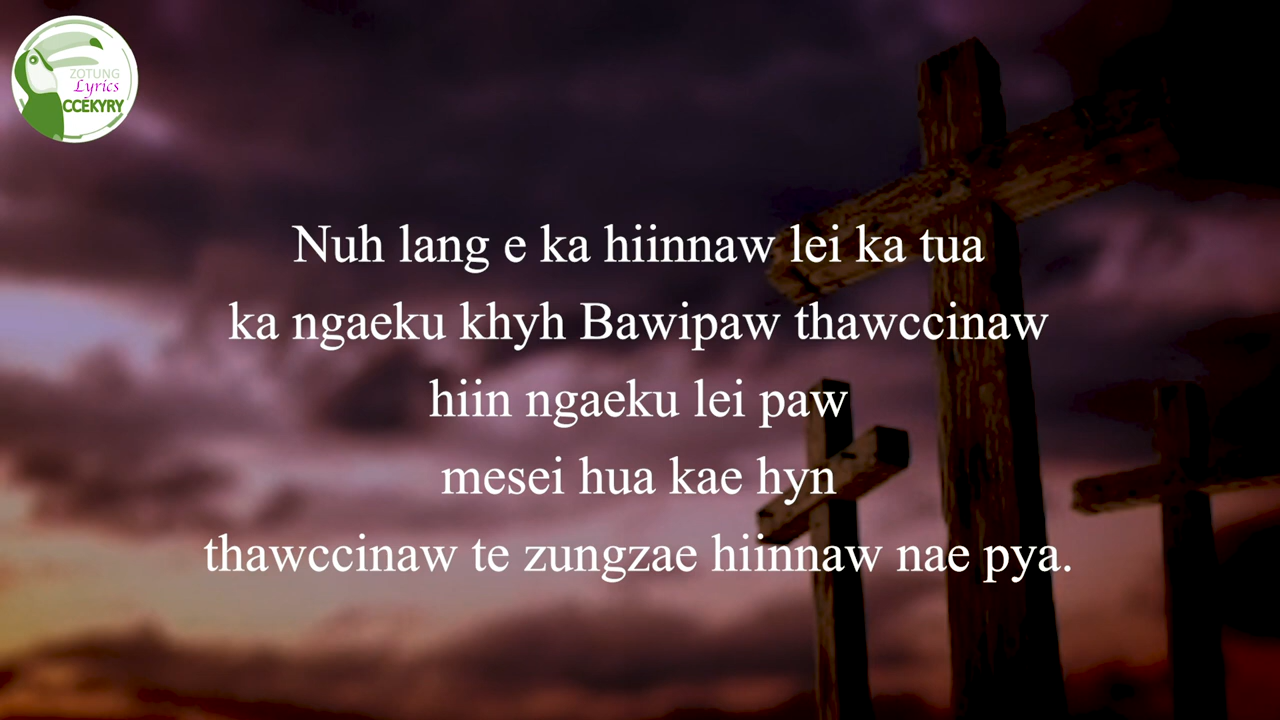 ZOTUNG
Lyrics
CCEKYRY
Nuh lang e ka hiinnaw lei ka tua
ka ngaeku khyh Bawipaw thawccinaw
hiin ngaeku lei paw
mesei hua kae hyn
thawccinaw te zungzae hiinnaw nae pya.